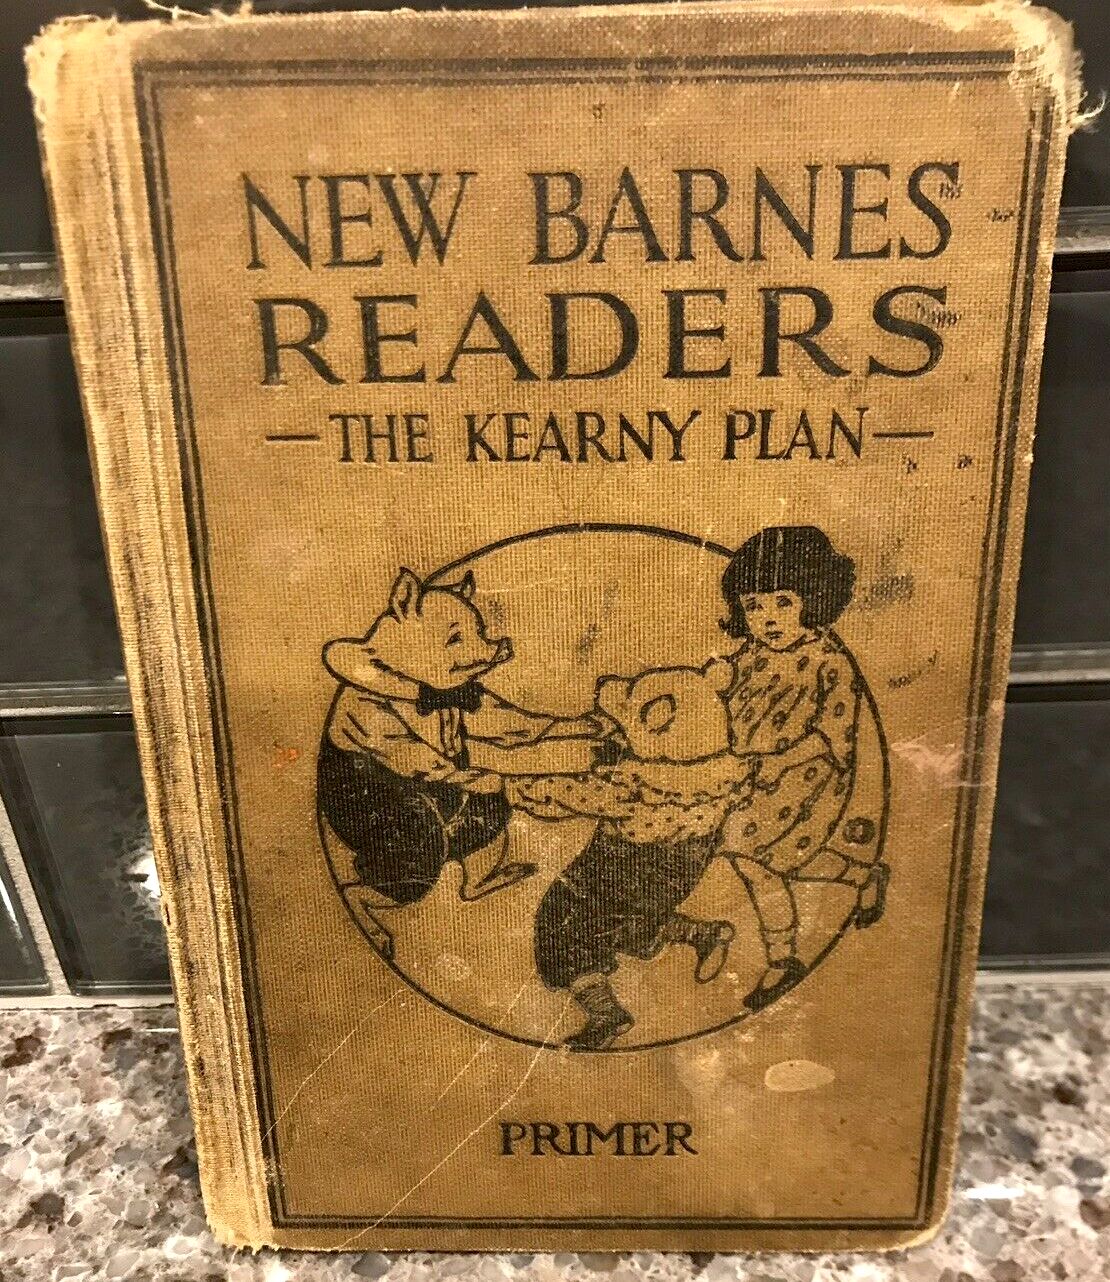 NEW BARNES
READERS
— THE KEARNY PLAN —
PRIMER